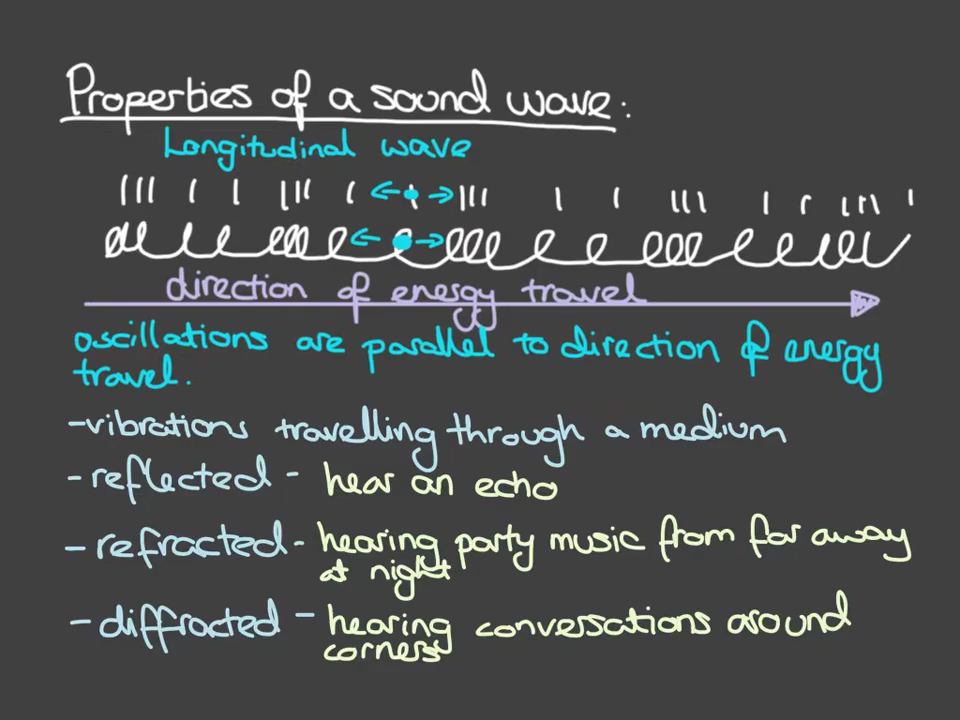 Properties of a sound wave:
Longitudinal wave
direction of energy travel
oscillations are parallel to direction of energy
travel.
-vibrations travelling through a medium
-reflected - hear an echo
-refracted - hearing party music from far away
at night
-diffracted - hearing conversations around
corners